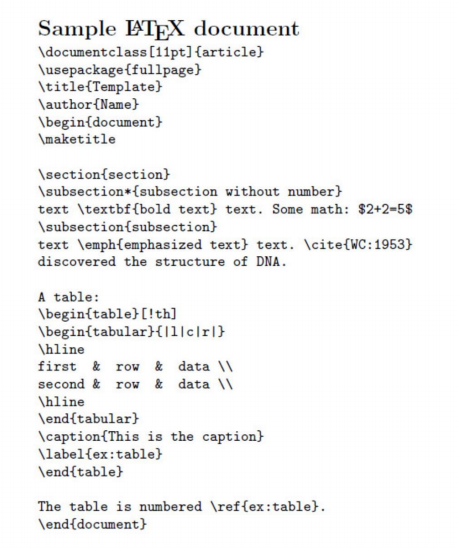 Sample LATEX document
\documentclass[11pt]{article}
\usepackage{fullpage}
\title{Template}
\author{Name}
\begin{document}
\maketitle
\section{section}
\subsection*{subsection without number}
text \textbf{bold text} text. Some math: $2+2=5$
\subsection{subsection}
text \emph{emphasized text} text. \cite{WC:1953}
discovered the structure of DNA.
A table:
\begin{table}[!th]
\begin{tabular}{|l|c|r|}
\hline
first & row & data \\
second & row & data \\
\hline
\end{tabular}
\caption{This is the caption}
\label{ex:table}
\end{table}
The table is numbered \ref{ex:table}.
\end{document}